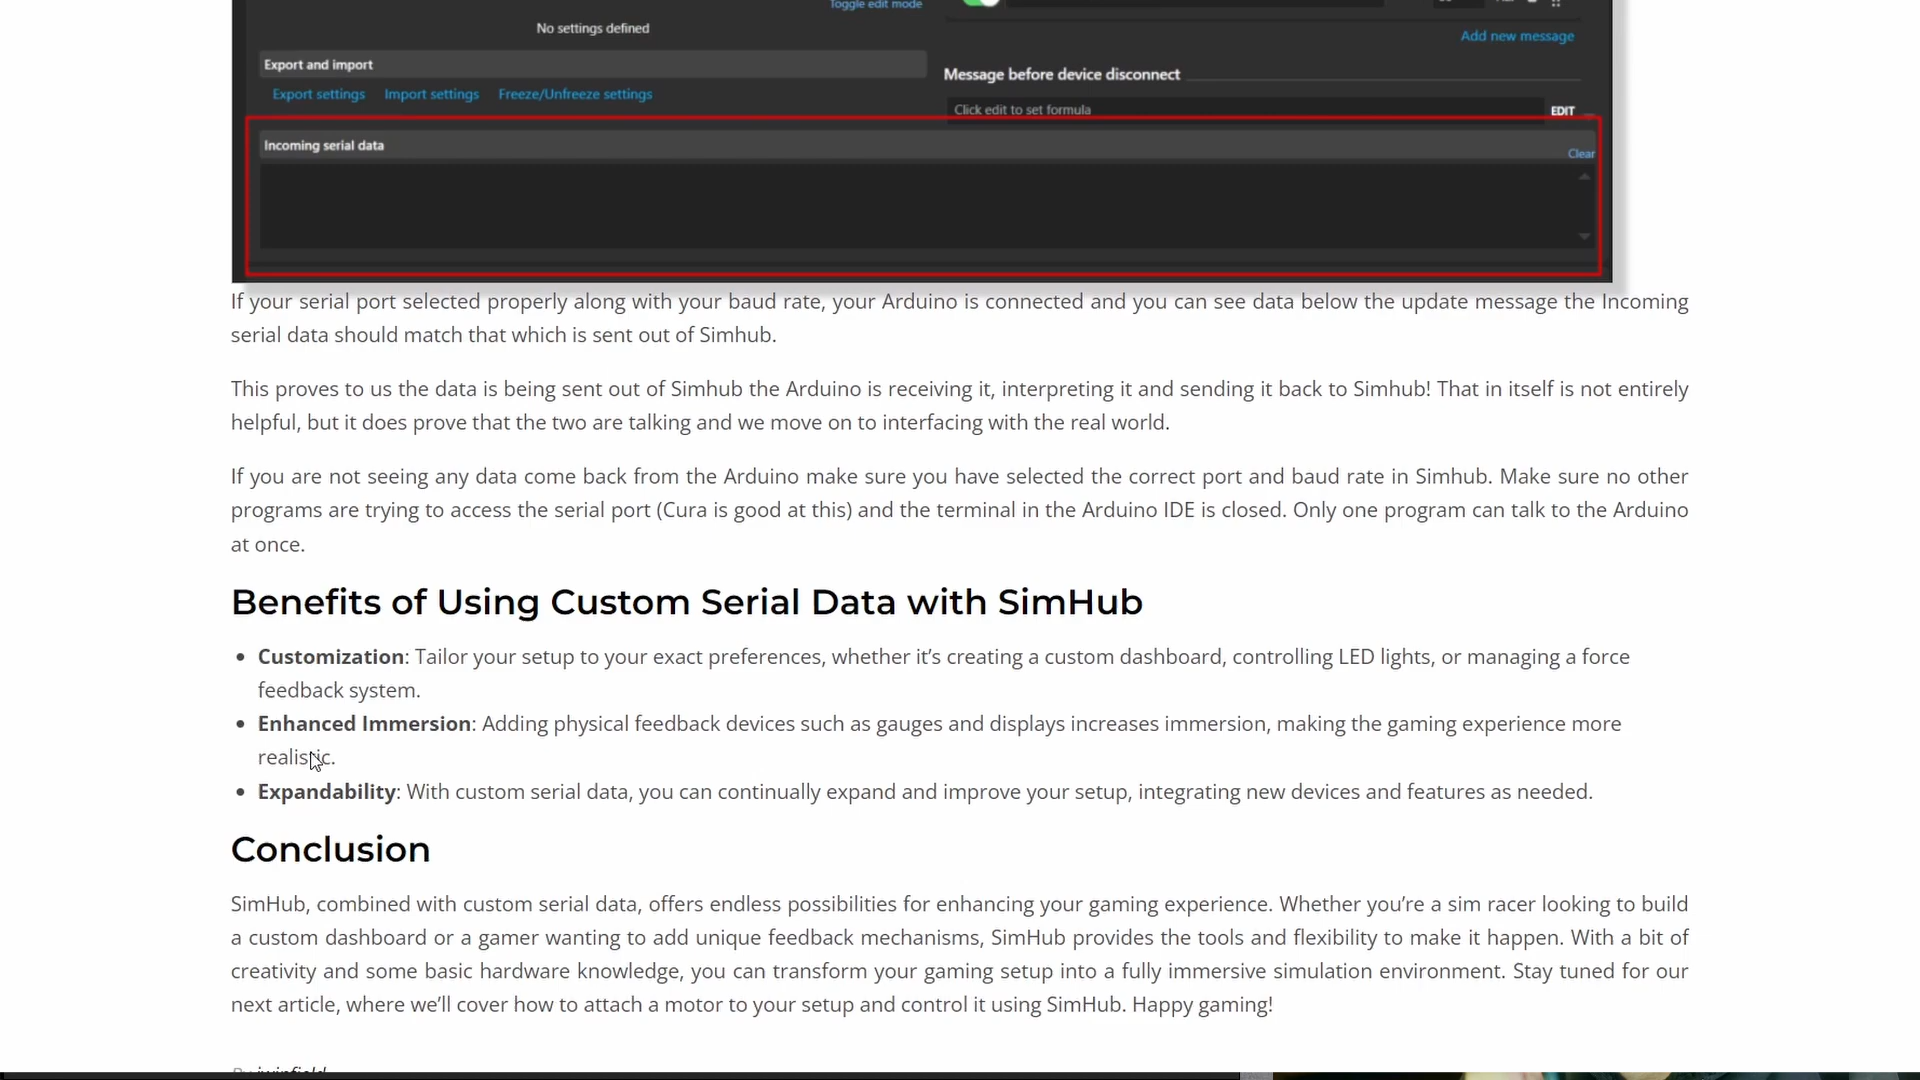 Toggle edit mode
No settings defined
Add new message
Export and import
Message before device disconnect
Export settings Import settings Freeze/Unfreeze settings
Click edit to set formula EDIT
Incoming serial data
Clear
If your serial port selected properly along with your baud rate, your Arduino is connected and you can see data below the update message the Incoming
serial data should match that which is sent out of Simhub.
This proves to us the data is being sent out of Simhub the Arduino is receiving it, interpreting it and sending it back to Simhub! That in itself is not entirely
helpful, but it does prove that the two are talking and we move on to interfacing with the real world.
If you are not seeing any data come back from the Arduino make sure you have selected the correct port and baud rate in Simhub. Make sure no other
programs are trying to access the serial port (Cura is good at this) and the terminal in the Arduino IDE is closed. Only one program can talk to the Arduino
at once.
Benefits of Using Custom Serial Data with SimHub
• Customization: Tailor your setup to your exact preferences, whether it’s creating a custom dashboard, controlling LED lights, or managing a force
feedback system.
• Enhanced Immersion: Adding physical feedback devices such as gauges and displays increases immersion, making the gaming experience more
realistic.
• Expandability: With custom serial data, you can continually expand and improve your setup, integrating new devices and features as needed.
Conclusion
SimHub, combined with custom serial data, offers endless possibilities for enhancing your gaming experience. Whether you’re a sim racer looking to build
a custom dashboard or a gamer wanting to add unique feedback mechanisms, SimHub provides the tools and flexibility to make it happen. With a bit of
creativity and some basic hardware knowledge, you can transform your gaming setup into a fully immersive simulation environment. Stay tuned for our
next article, where we’ll cover how to attach a motor to your setup and control it using SimHub. Happy gaming!